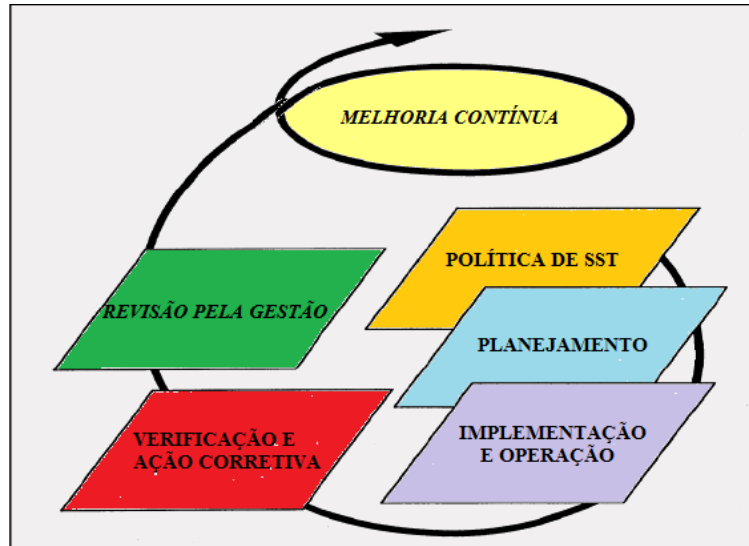 MELHORIA CONTÍNUA
POLÍTICA DE SST
REVISÃO PELA GESTÃO
PLANEJAMENTO
VERIFICAÇÃO E
AÇÃO CORRETIVA
IMPLEMENTAÇÃO
E OPERAÇÃO